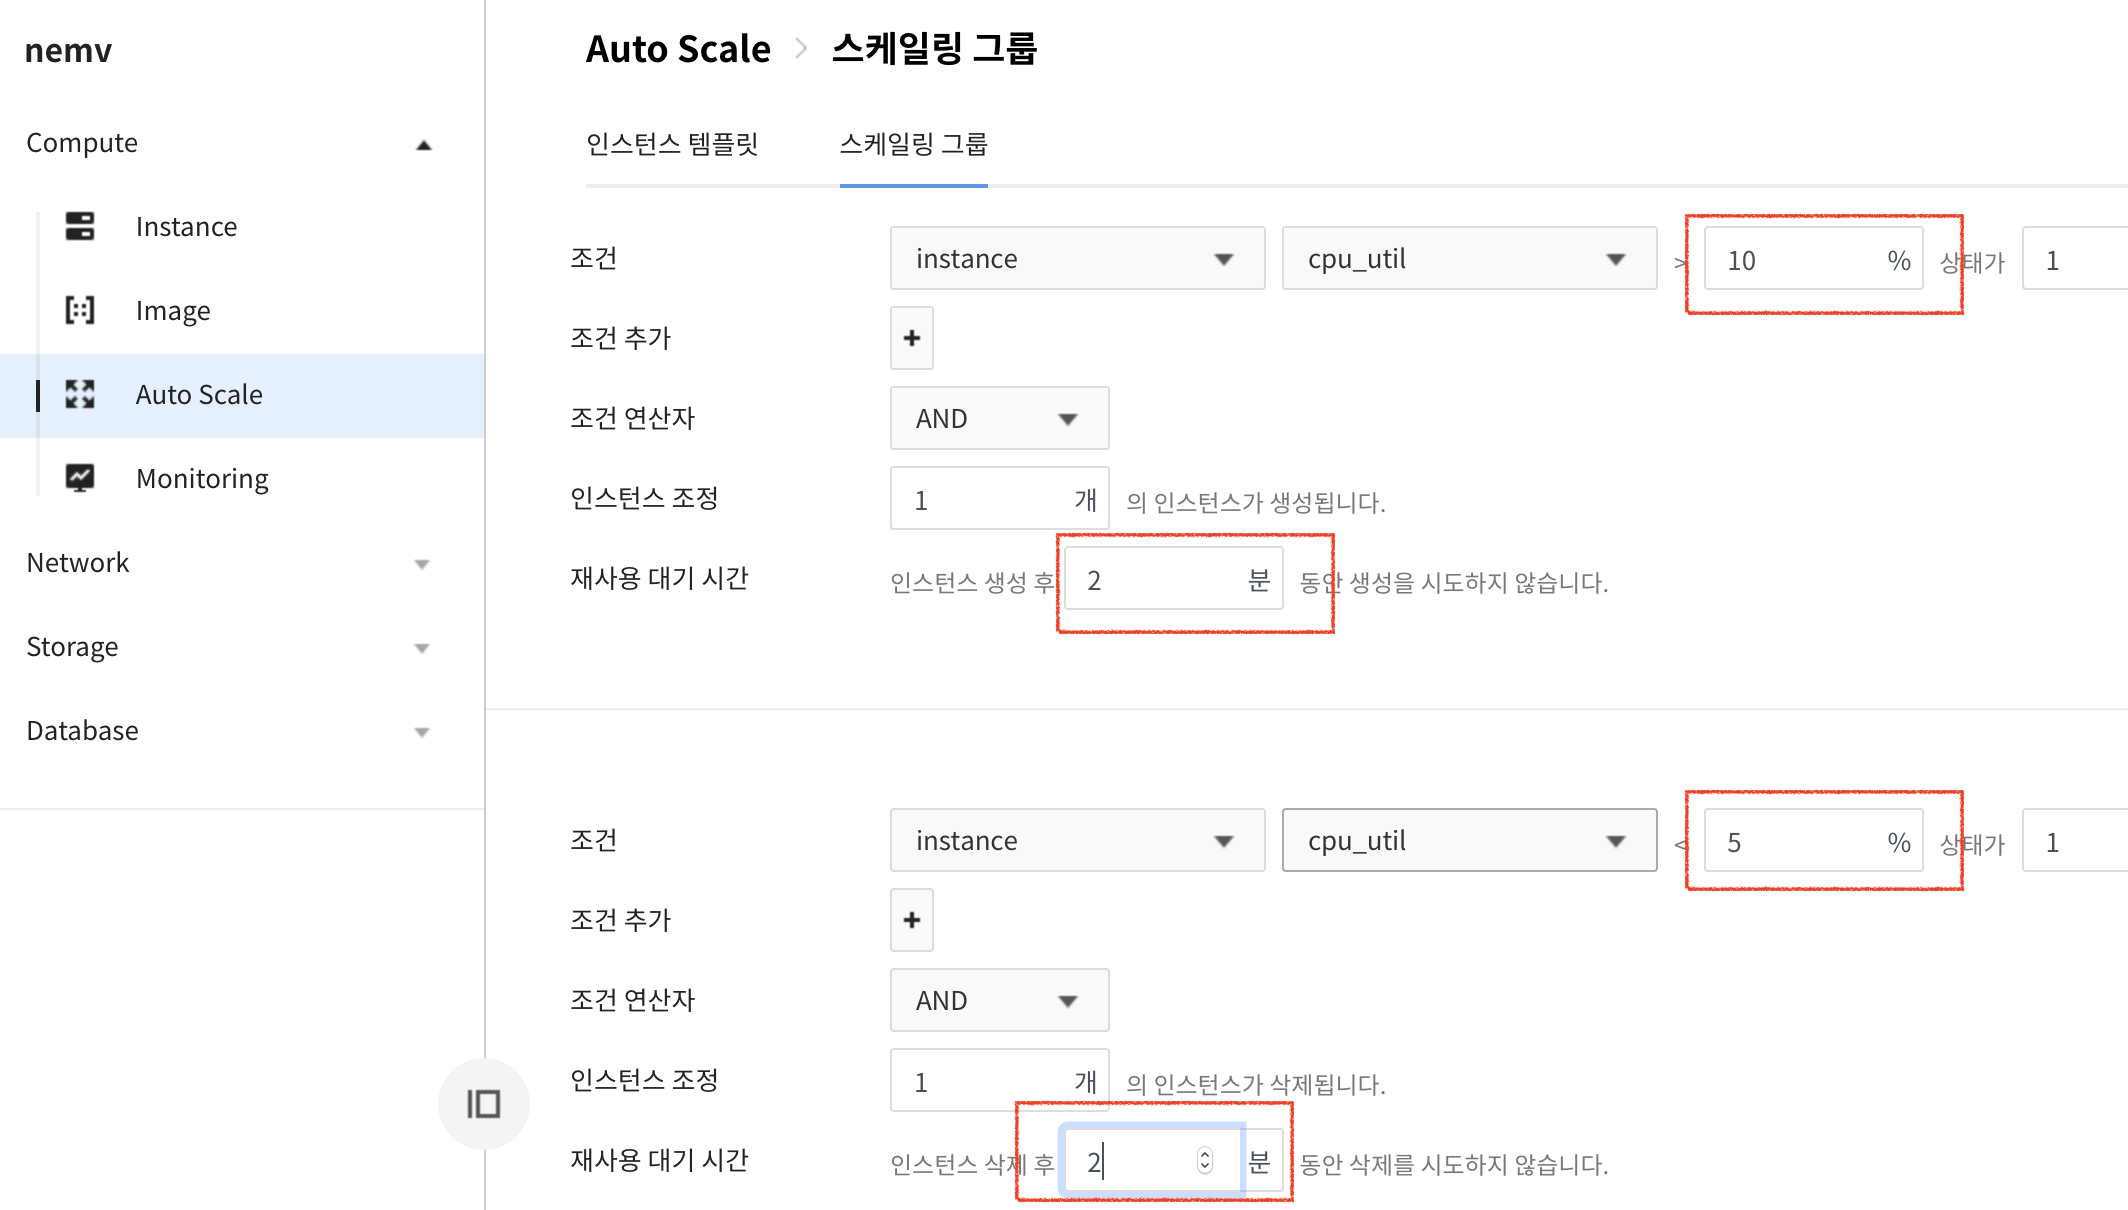 nemv
Compute
Instance
Image
Auto Scale
Monitoring
Network
Storage
Database
Auto Scale > 스케일링 그룹
인스턴스 템플릿 스케일링 그룹
조건 instance cpu_util > 10 % 상태가 1
조건 추가 +
조건 연산자 AND
인스턴스 조정 1 개 의 인스턴스가 생성됩니다.
재사용 대기 시간 인스턴스 생성 후 2 분 동안 생성을 시도하지 않습니다.
조건 instance cpu_util < 5 % 상태가 1
조건 추가 +
조건 연산자 AND
인스턴스 조정 1 개 의 인스턴스가 삭제됩니다.
재사용 대기 시간 인스턴스 삭제 후 2 분 동안 삭제를 시도하지 않습니다.